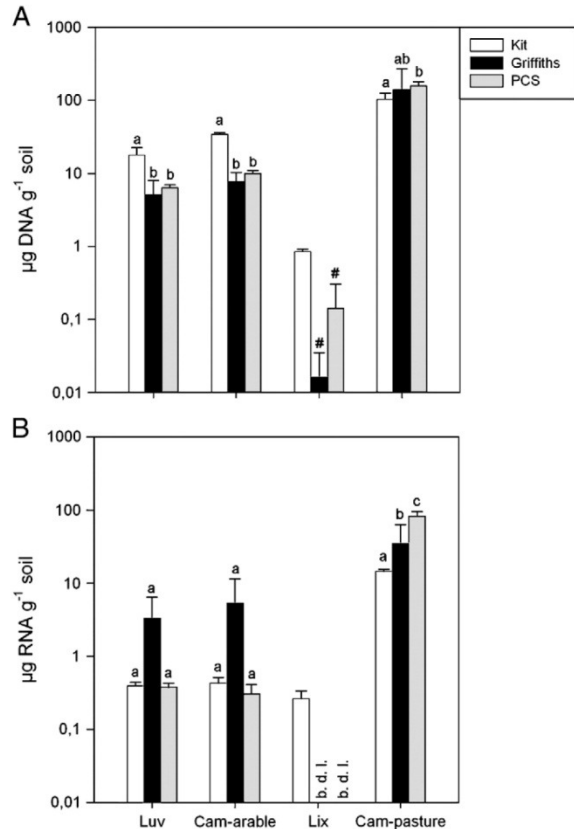 A
Kit
Griffiths
PCS
µg DNA g⁻¹ soil
1000
100
10
1
0,1
0,01
a
b b
a
b b
#
#
a
ab
b
B
µg RNA g⁻¹ soil
1000
100
10
1
0,1
0,01
a
a
a
a
a
a
b. d. l.
b. d. l.
a
b
c
Luv Cam-arable Lix Cam-pasture